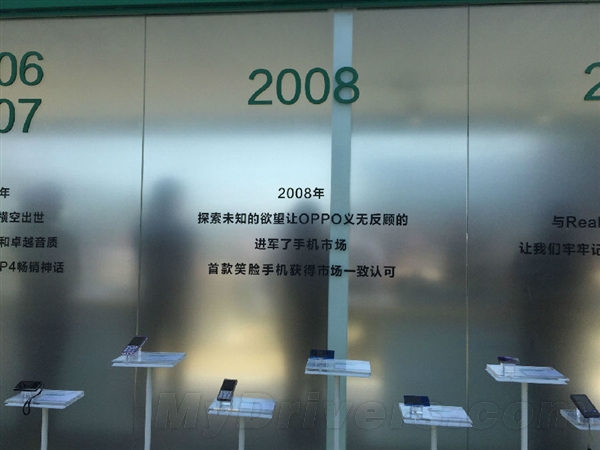 06
07
年
横空出世
和卓越音质
P4畅销神话
2008
2008年
探索未知的欲望让OPPO义无反顾的
进军了手机市场
首款笑脸手机获得市场一致认可
2
与Real
让我们牢牢记
MyDrivers.com